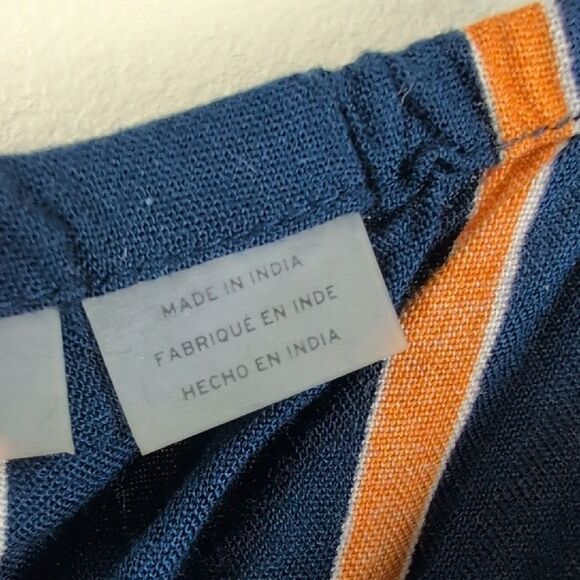 MADE IN INDIA
FABRIQUÉ EN INDE
HECHO EN INDIA